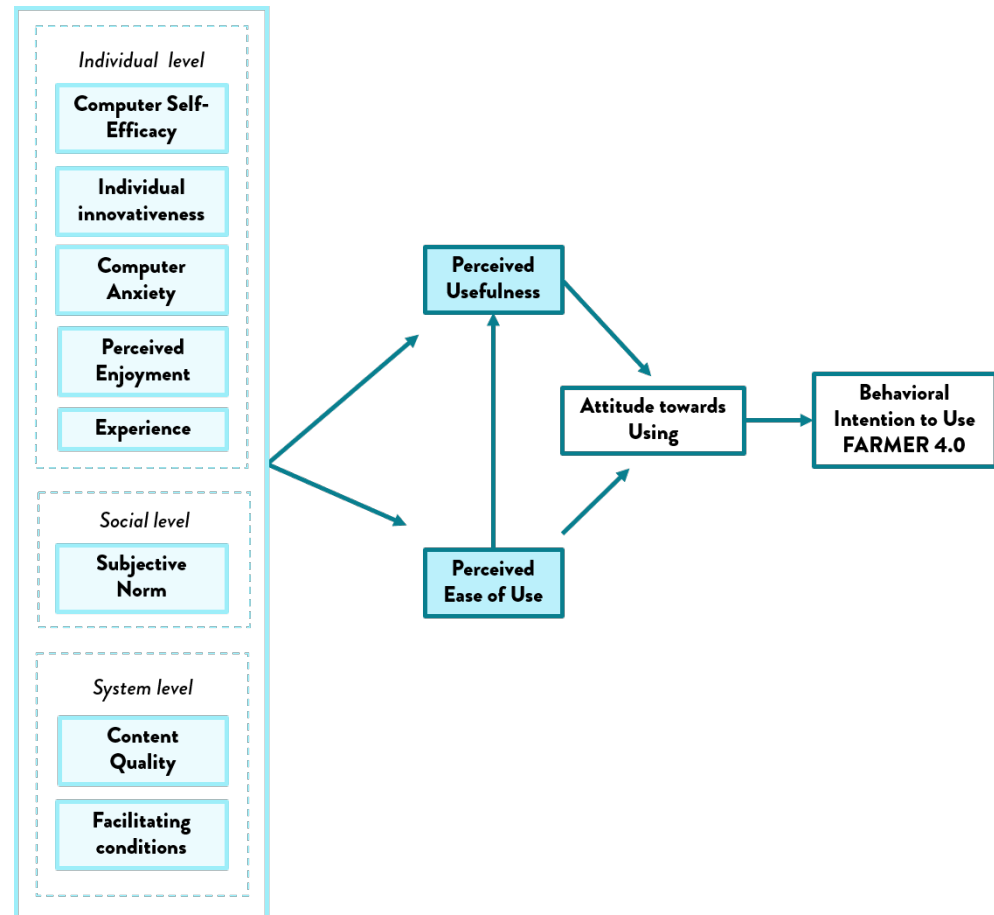 Individual level
Computer Self-
Efficacy
Individual
innovativeness
Computer
Anxiety
Perceived
Enjoyment
Experience
Social level
Subjective
Norm
System level
Content
Quality
Facilitating
conditions
Perceived
Usefulness
Perceived
Ease of Use
Attitude towards
Using
Behavioral
Intention to Use
FARMER 4.0